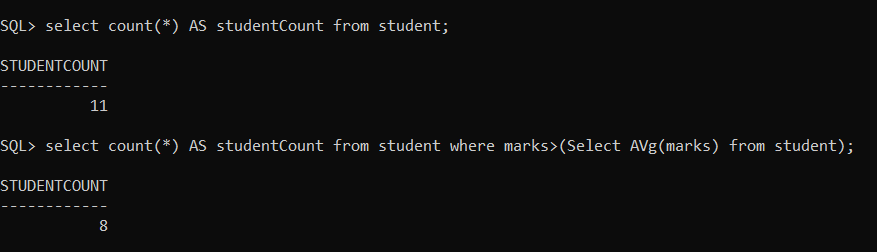 SQL> select count(*) AS studentCount from student;
STUDENTCOUNT
------------
11
SQL> select count(*) AS studentCount from student where marks>(Select AVg(marks) from student);
STUDENTCOUNT
------------
8